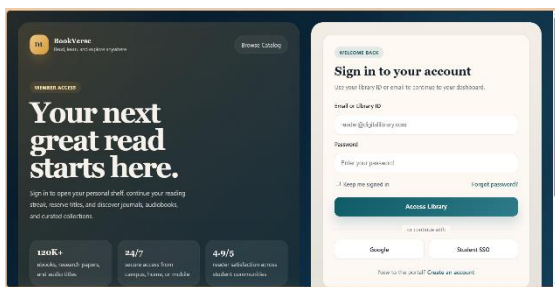 BookVerse
Read, learn, and explore anywhere
Browse Catalog
MEMBER ACCESS
Your next
great read
starts here.
Sign in to open your personal shelf, continue your reading
streak, reserve titles, and discover journals, audiobooks,
and curated collections.
120K+
ebooks, research papers,
and audio titles
24/7
secure access from
campus, home, or mobile
4.9/5
reader satisfaction across
student communities
WELCOME BACK
Sign in to your account
Use your library ID or email to continue to your dashboard.
Email or Library ID
reader@digitallibrary.com
Password
Enter your password
Keep me signed in
Forgot password?
Access Library
or continue with
Google
Student SSO
New to the portal? Create an account